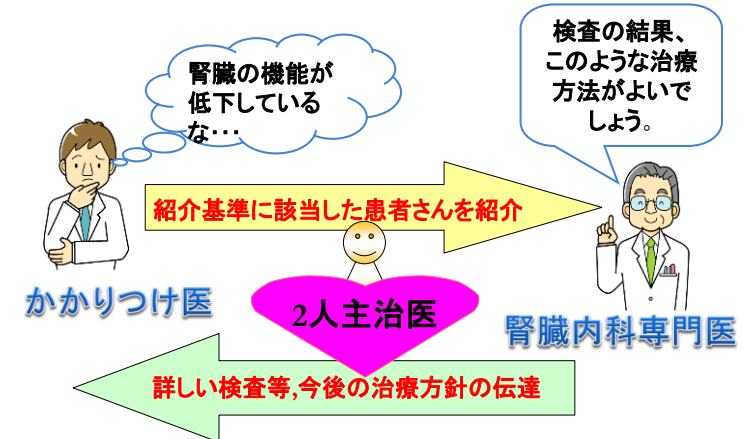 腎臓の機能が
低下している
な･･･
検査の結果、
このような治療
方法がよいで
しょう。
紹介基準に該当した患者さんを紹介
かかりつけ医
2人主治医
腎臓内科専門医
詳しい検査等,今後の治療方針の伝達